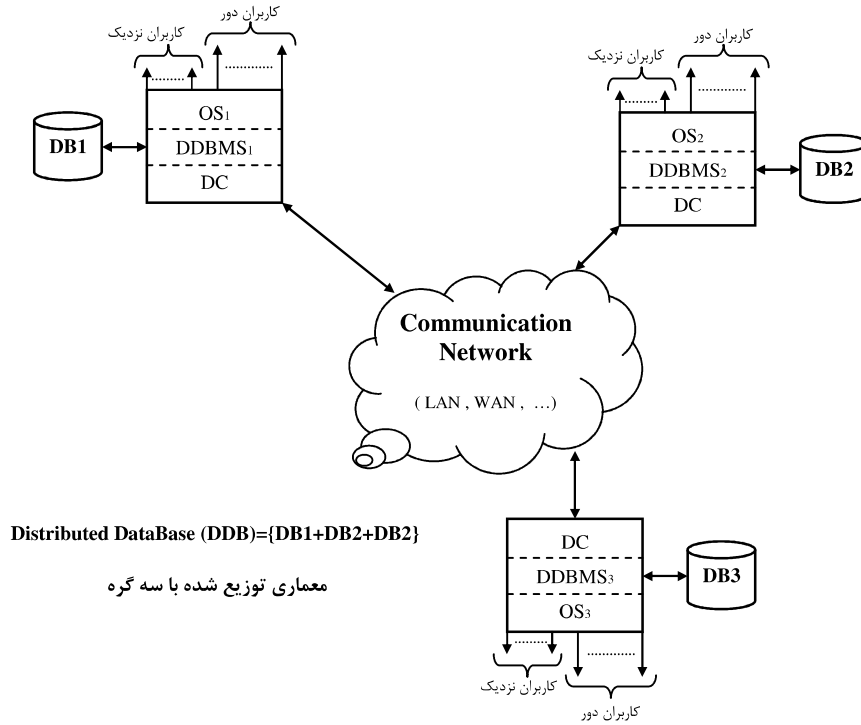 کاربران دور
کاربران نزدیک
OS1
DDBMS1
DC
DB1
کاربران دور
کاربران نزدیک
OS2
DDBMS2
DC
DB2
Communication
Network
( LAN , WAN , …)
DC
DDBMS3
OS3
DB3
کاربران نزدیک
کاربران دور
Distributed DataBase (DDB)={DB1+DB2+DB2}
معماری توزیع شده با سه گره